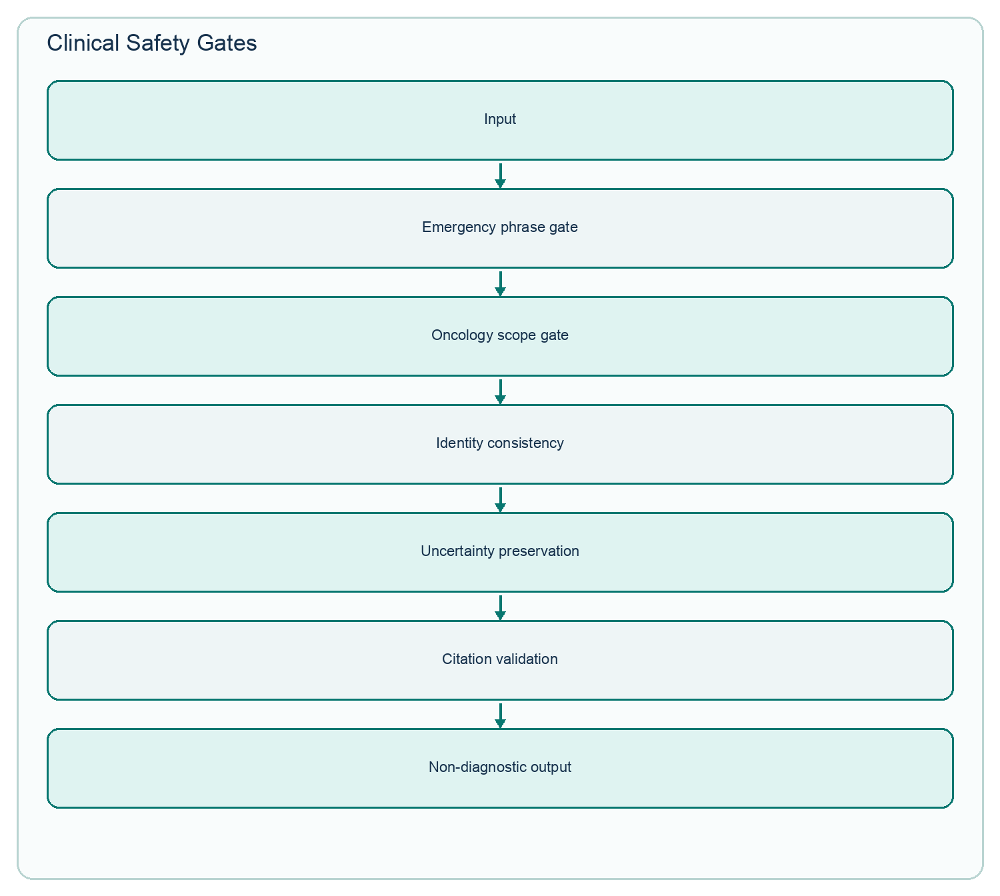 Clinical Safety Gates
Input
Emergency phrase gate
Oncology scope gate
Identity consistency
Uncertainty preservation
Citation validation
Non-diagnostic output